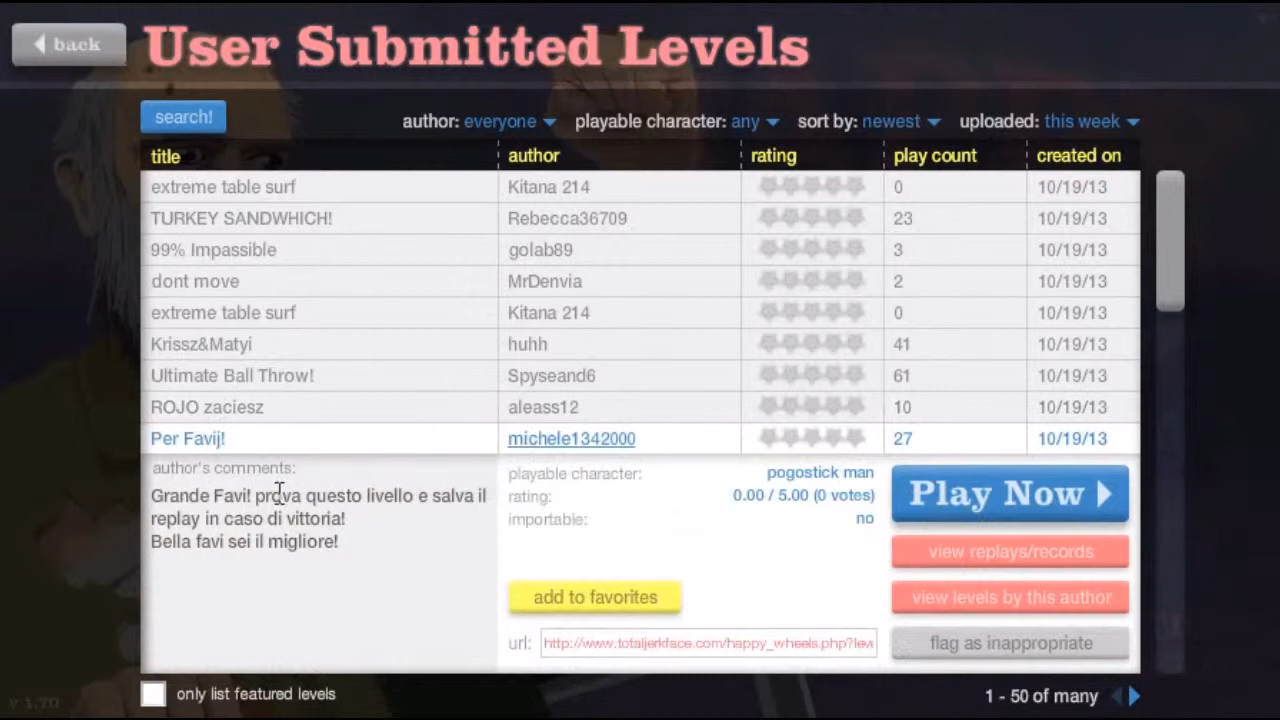 back
User Submitted Levels
search!
author: everyone playable character: any sort by: newest uploaded: this week
title author rating play count created on
extreme table surf Kitana 214 0 10/19/13
TURKEY SANDWHICH! Rebecca36709 23 10/19/13
99% Impassible golab89 3 10/19/13
dont move MrDenvia 2 10/19/13
extreme table surf Kitana 214 0 10/19/13
Krissz&Matyi huhh 41 10/19/13
Ultimate Ball Throw! Spyseand6 61 10/19/13
ROJO zaciesz aleass12 10 10/19/13
Per Favij! michele1342000 27 10/19/13
author's comments:
Grande Favi! prova questo livello e salva il
replay in caso di vittoria!
Bella favi sei il migliore!
playable character: pogostick man
rating: 0.00 / 5.00 (0 votes)
importable: no
add to favorites
url: http://www.totaljerkface.com/happy_wheels.php?lev
Play Now
view replays/records
view levels by this author
flag as inappropriate
only list featured levels
1 - 50 of many
v 1.70